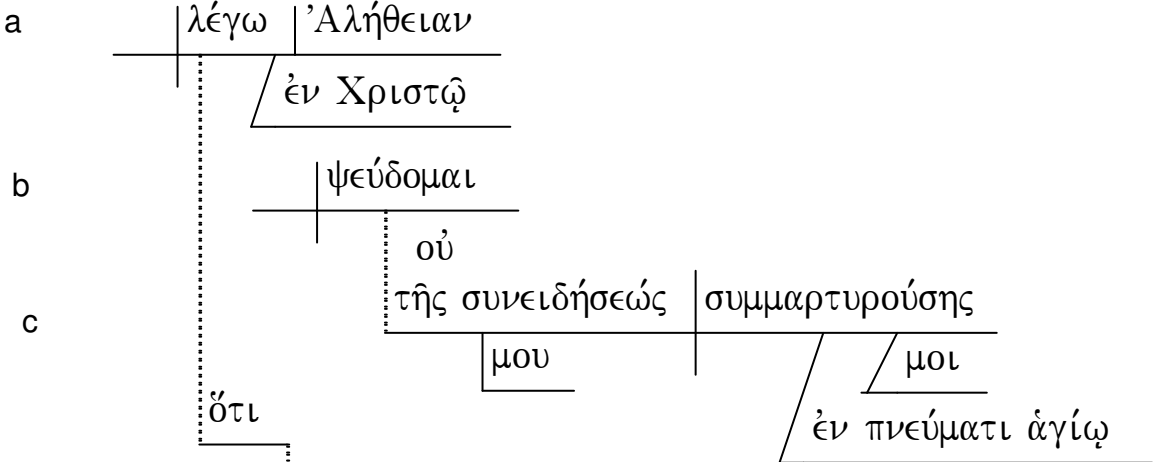 a λέγω Ἀλήθειαν
ἐν Χριστῷ
b ψεύδομαι
οὐ
c τῆς συνειδήσεώς συμμαρτυρούσης
μου μοι
ὅτι
ἐν πνεύματι ἁγίῳ